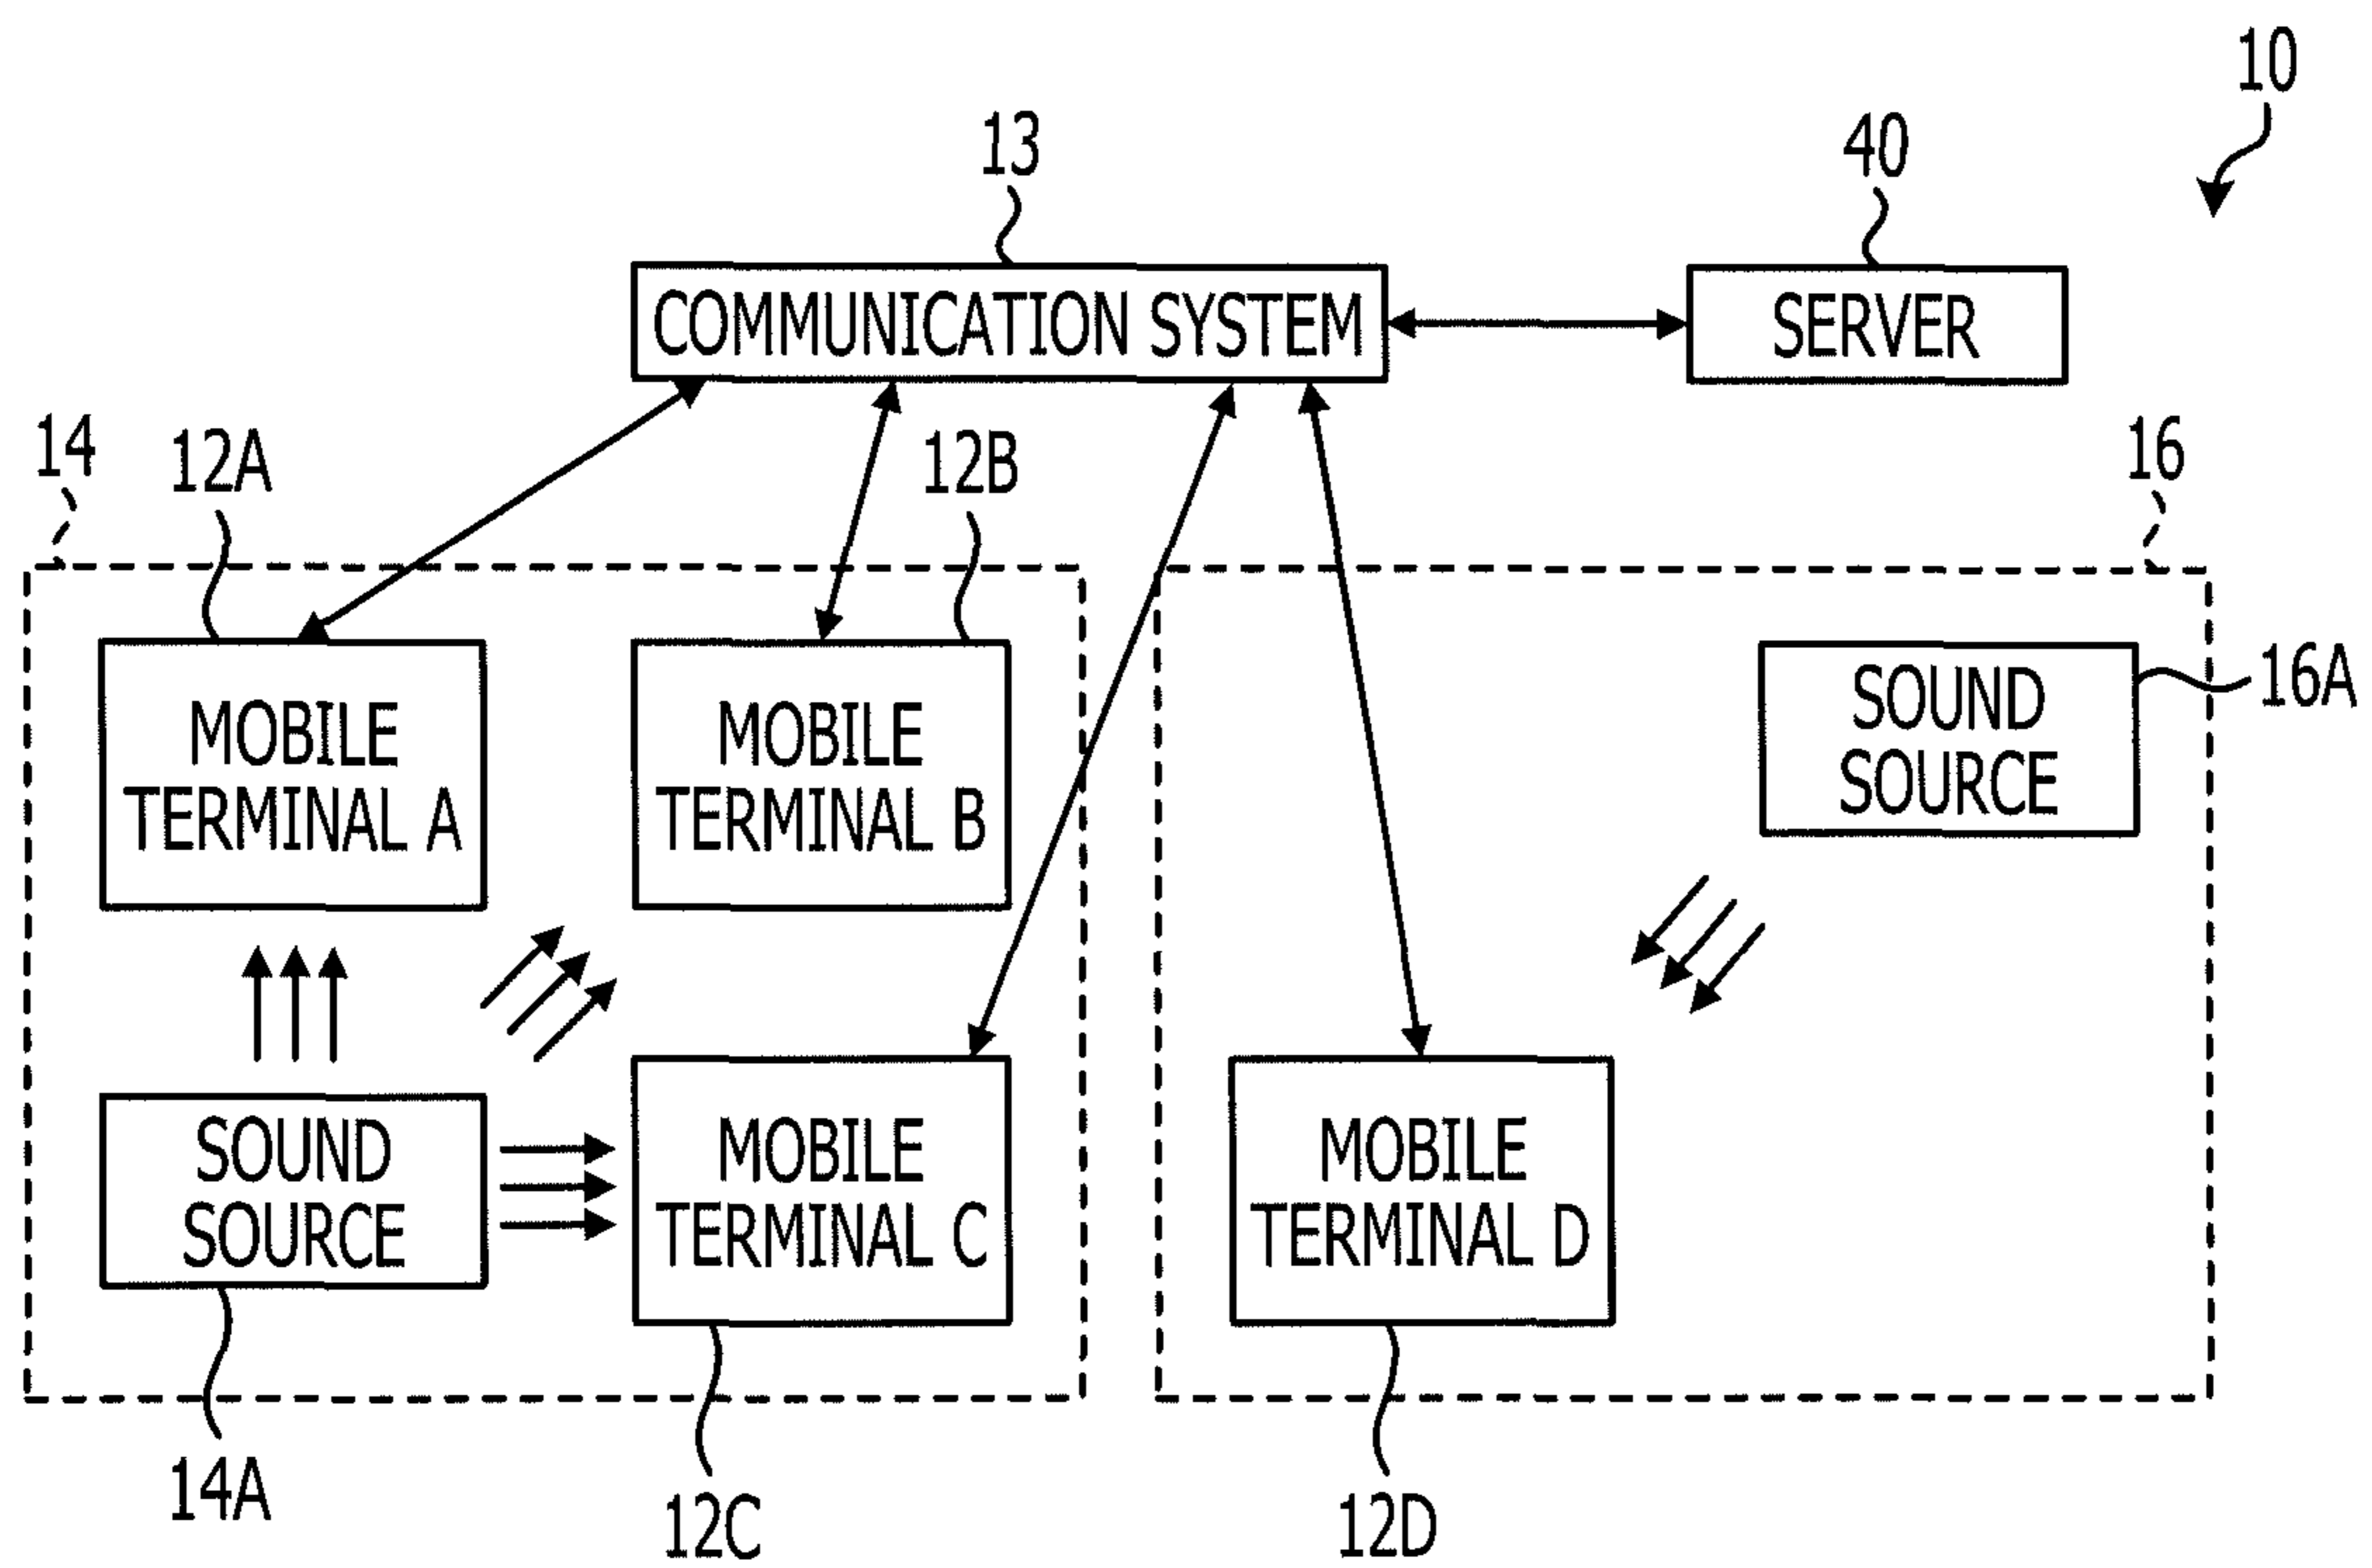 10
13
40
COMMUNICATION SYSTEM
SERVER
14
12A
12B
16
MOBILE
TERMINAL A
MOBILE
TERMINAL B
SOUND
SOURCE
16A
SOUND
SOURCE
MOBILE
TERMINAL C
MOBILE
TERMINAL D
14A
12C
12D